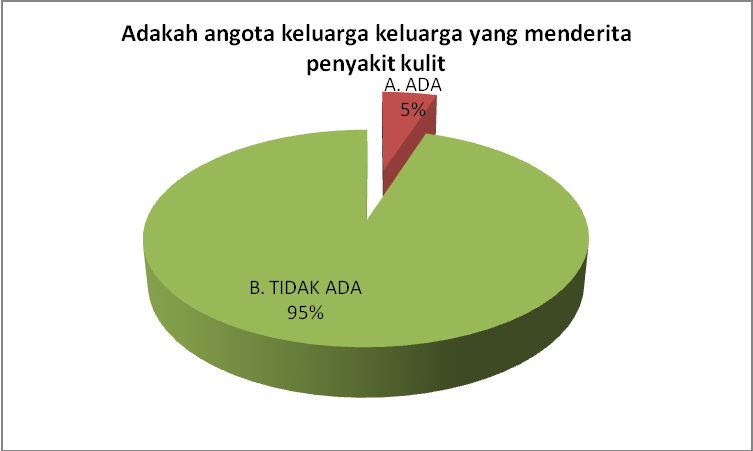 Adakah angota keluarga keluarga yang menderita
penyakit kulit
A. ADA
5%
B. TIDAK ADA
95%